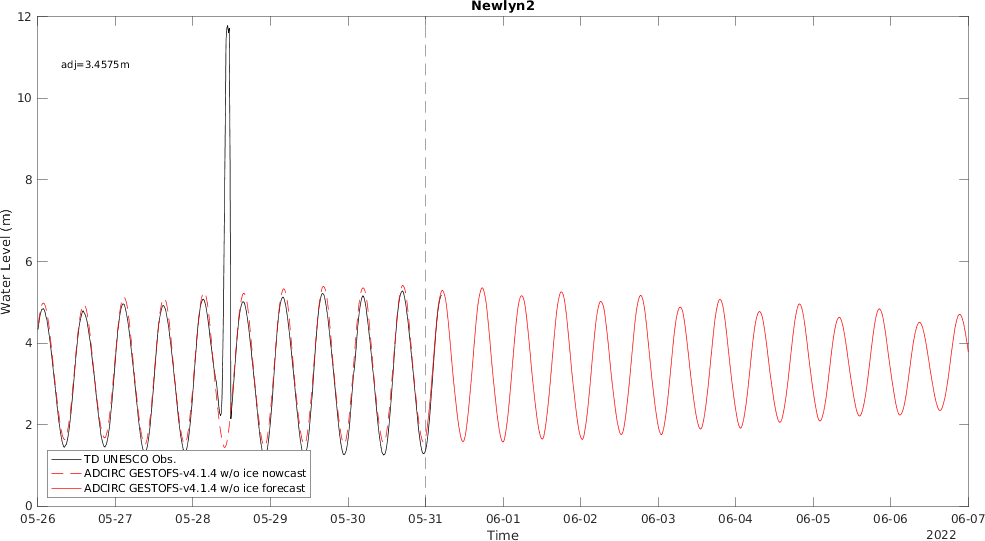 Newlyn2
12
adj=3.4575m
10
8
6
4
2
0
Water Level (m)
TD UNESCO Obs.
ADCIRC GESTOFS-v4.1.4 w/o ice nowcast
ADCIRC GESTOFS-v4.1.4 w/o ice forecast
05-26 05-27 05-28 05-29 05-30 05-31 06-01 06-02 06-03 06-04 06-05 06-06 06-07
Time
2022